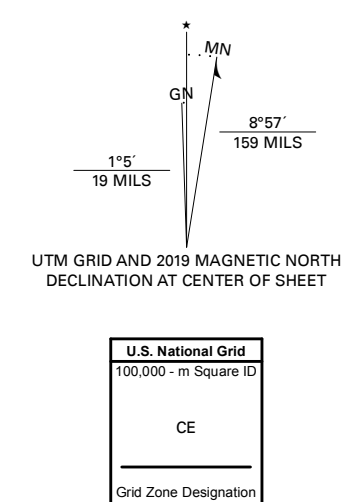 ★
MN
GN
8°57´
159 MILS
1°5´
19 MILS
UTM GRID AND 2019 MAGNETIC NORTH
DECLINATION AT CENTER OF SHEET
U.S. National Grid
100,000 - m Square ID
CE
Grid Zone Designation